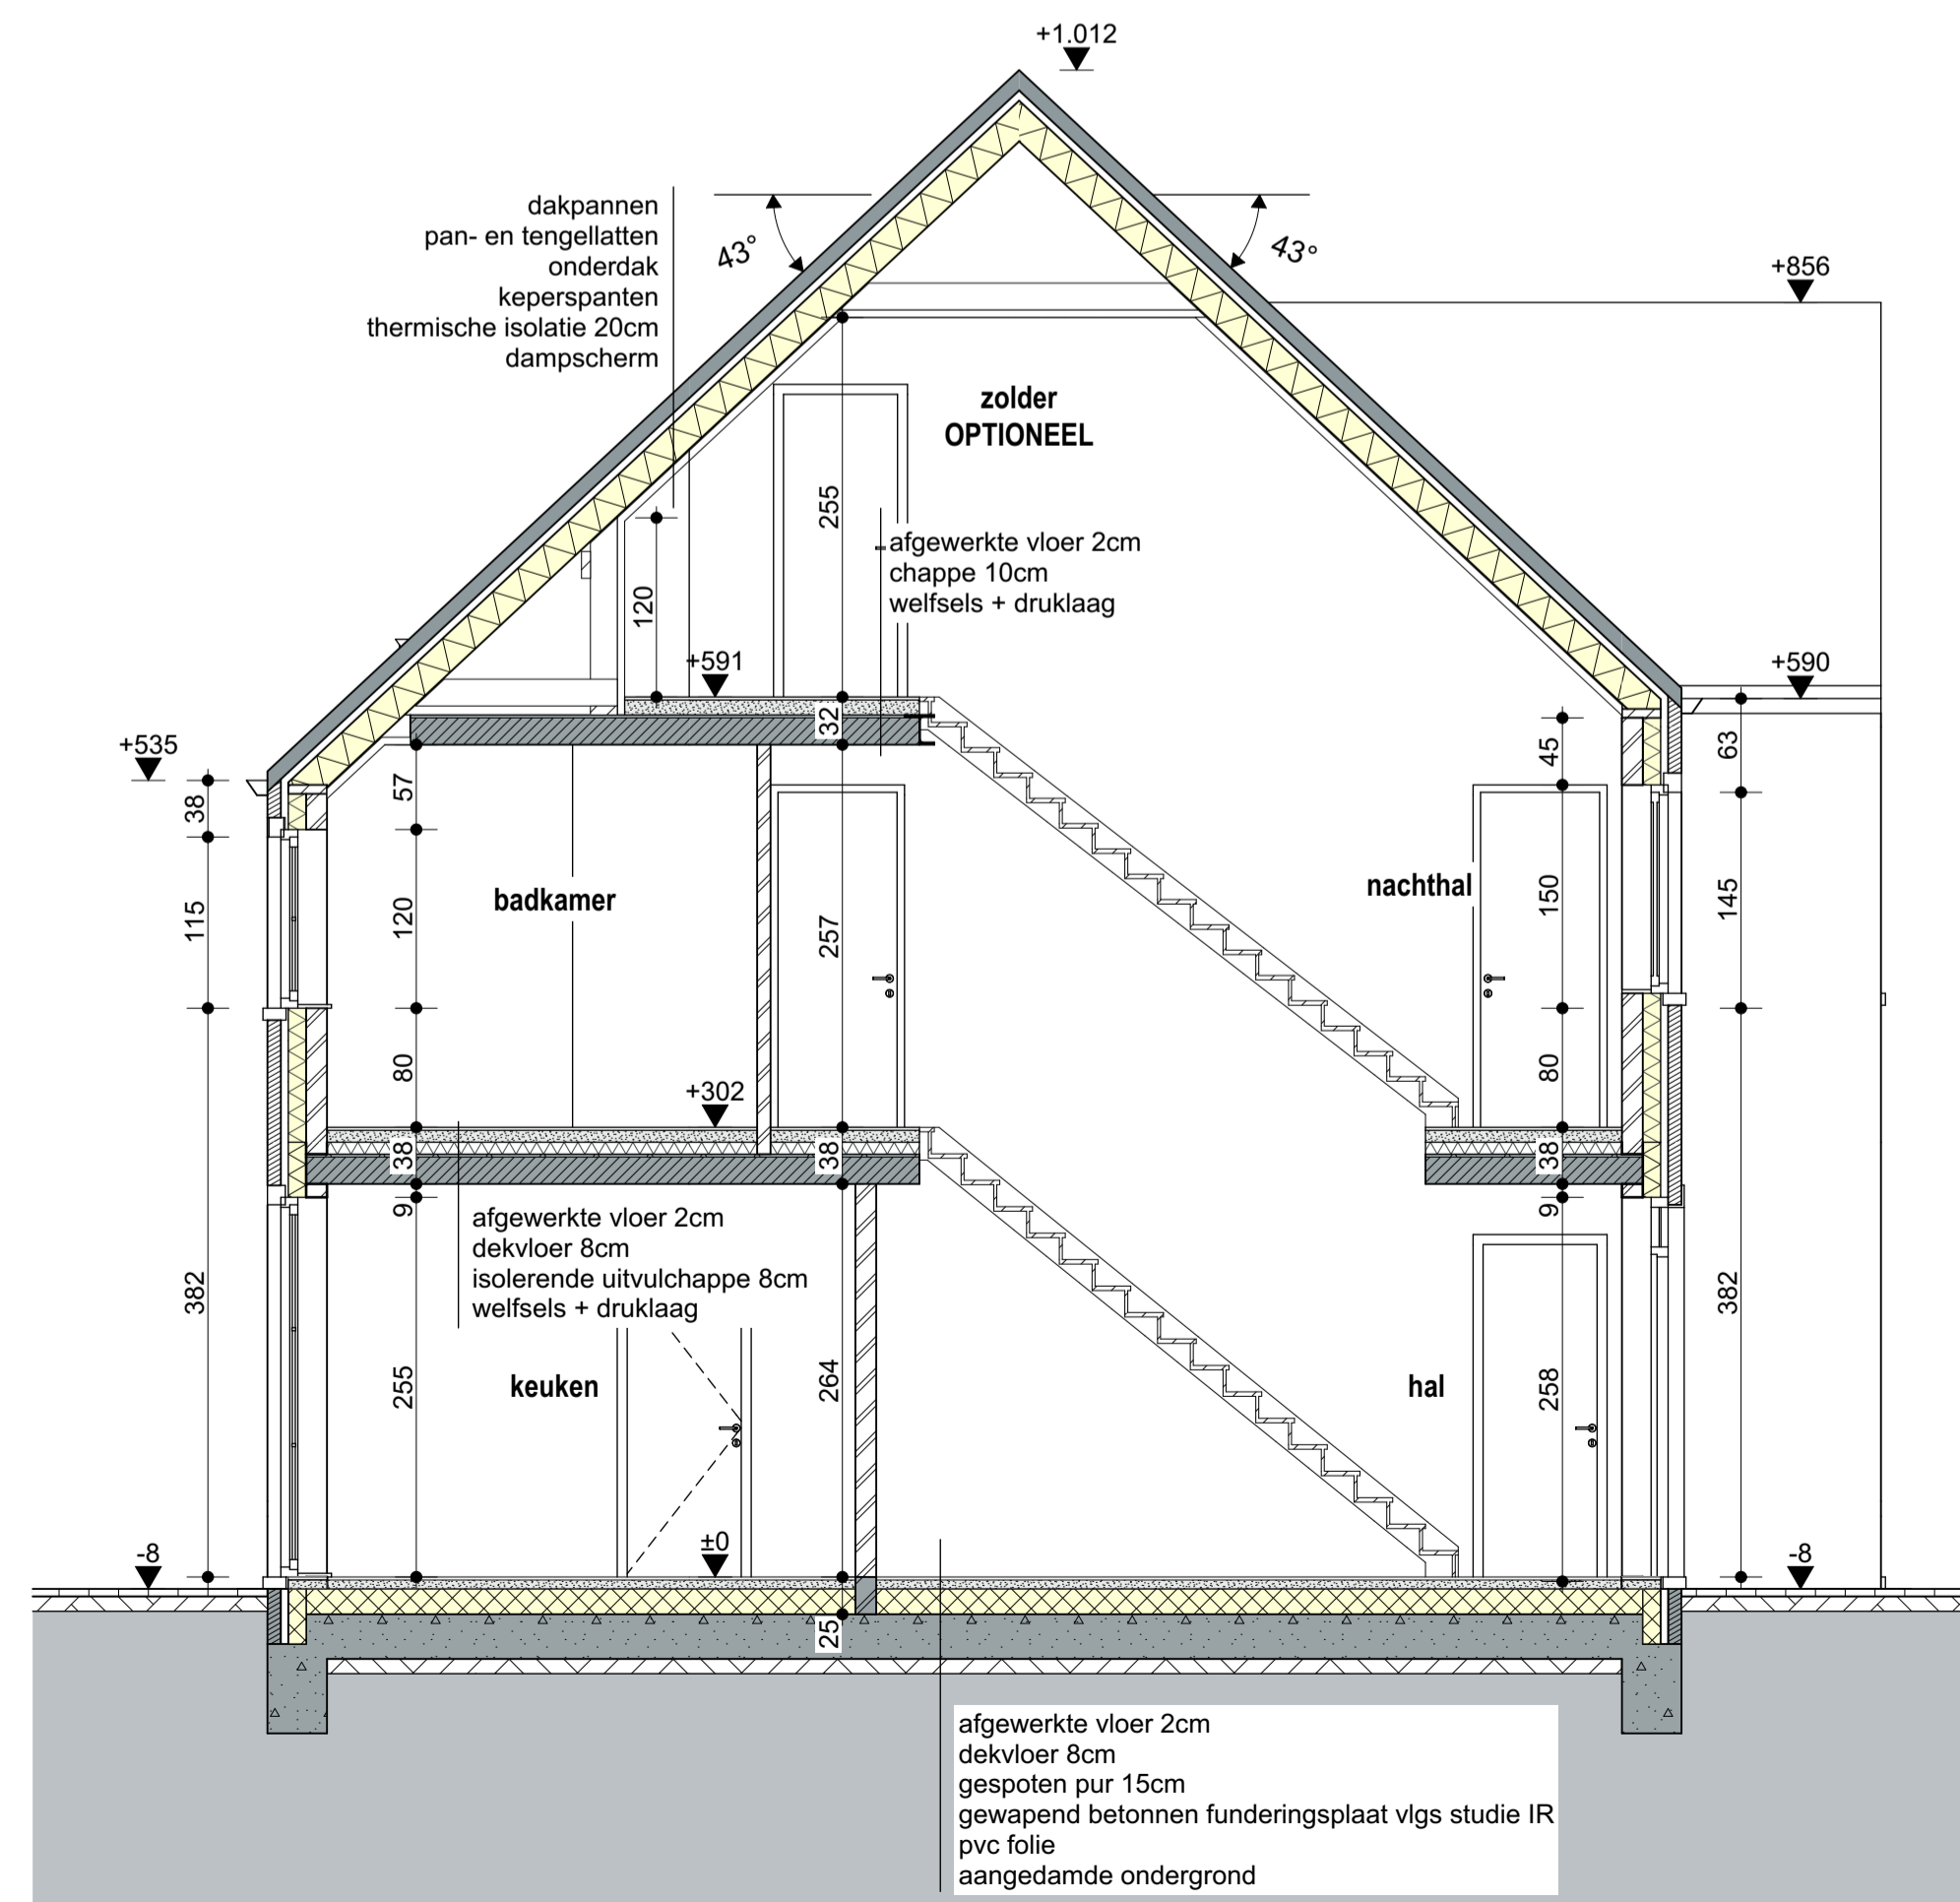 +1.012
dakpannen
pan- en tengellatten
onderdak
keperspanten
thermische isolatie 20cm
dampscherm
43°
43°
+856
zolder
OPTIONEEL
255
afgewerkte vloer 2cm
chappe 10cm
welfsels + druklaag
120
+591
+590
32
+535
38
57
45
63
badkamer
nachthal
115
120
257
150
145
80
80
+302
38
38
38
9
9
afgewerkte vloer 2cm
dekvloer 8cm
isolerende uitvulchappe 8cm
welfsels + druklaag
382
382
keuken
hal
255
264
258
-8
±0
-8
25
afgewerkte vloer 2cm
dekvloer 8cm
gespoten pur 15cm
gewapend betonnen funderingsplaat vlgs studie IR
pvc folie
aangedamde ondergrond